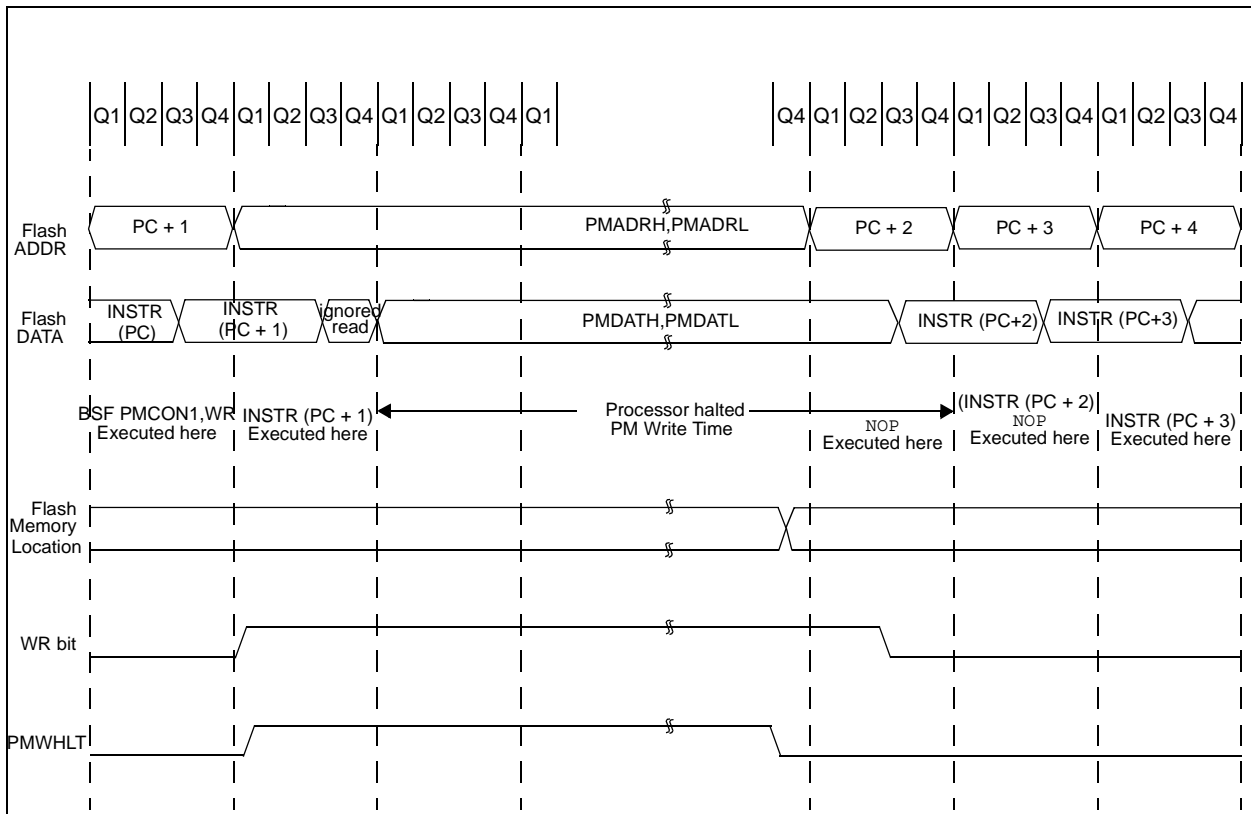 Q1 Q2 Q3 Q4 Q1 Q2 Q3 Q4 Q1 Q2 Q3 Q4 Q1 Q4 Q1 Q2 Q3 Q4 Q1 Q2 Q3 Q4 Q1 Q2 Q3 Q4
Flash
ADDR
PC + 1
PMADRH,PMADRL
PC + 2
PC + 3
PC + 4
Flash
DATA
INSTR
(PC)
INSTR
(PC + 1)
ignored
read
PMDATH,PMDATL
INSTR (PC+2)
INSTR (PC+3)
BSF PMCON1,WR
Executed here
INSTR (PC + 1)
Executed here
Processor halted
PM Write Time
NOP
Executed here
(INSTR (PC + 2)
NOP
Executed here
INSTR (PC + 3)
Executed here
Flash
Memory
Location
WR bit
PMWHLT